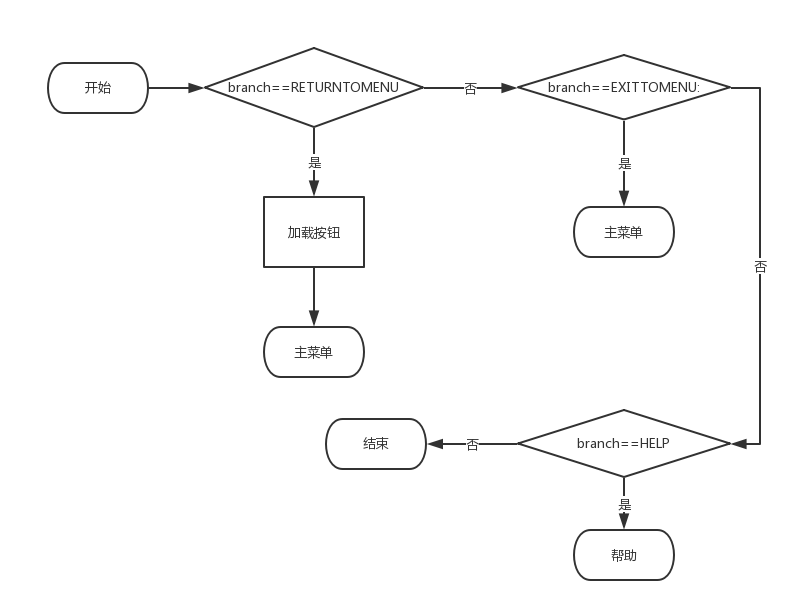 开始
branch==RETURNTOMENU
否
branch==EXITTOMENU:
是
是
加载按钮
主菜单
否
主菜单
结束
否
branch==HELP
是
帮助